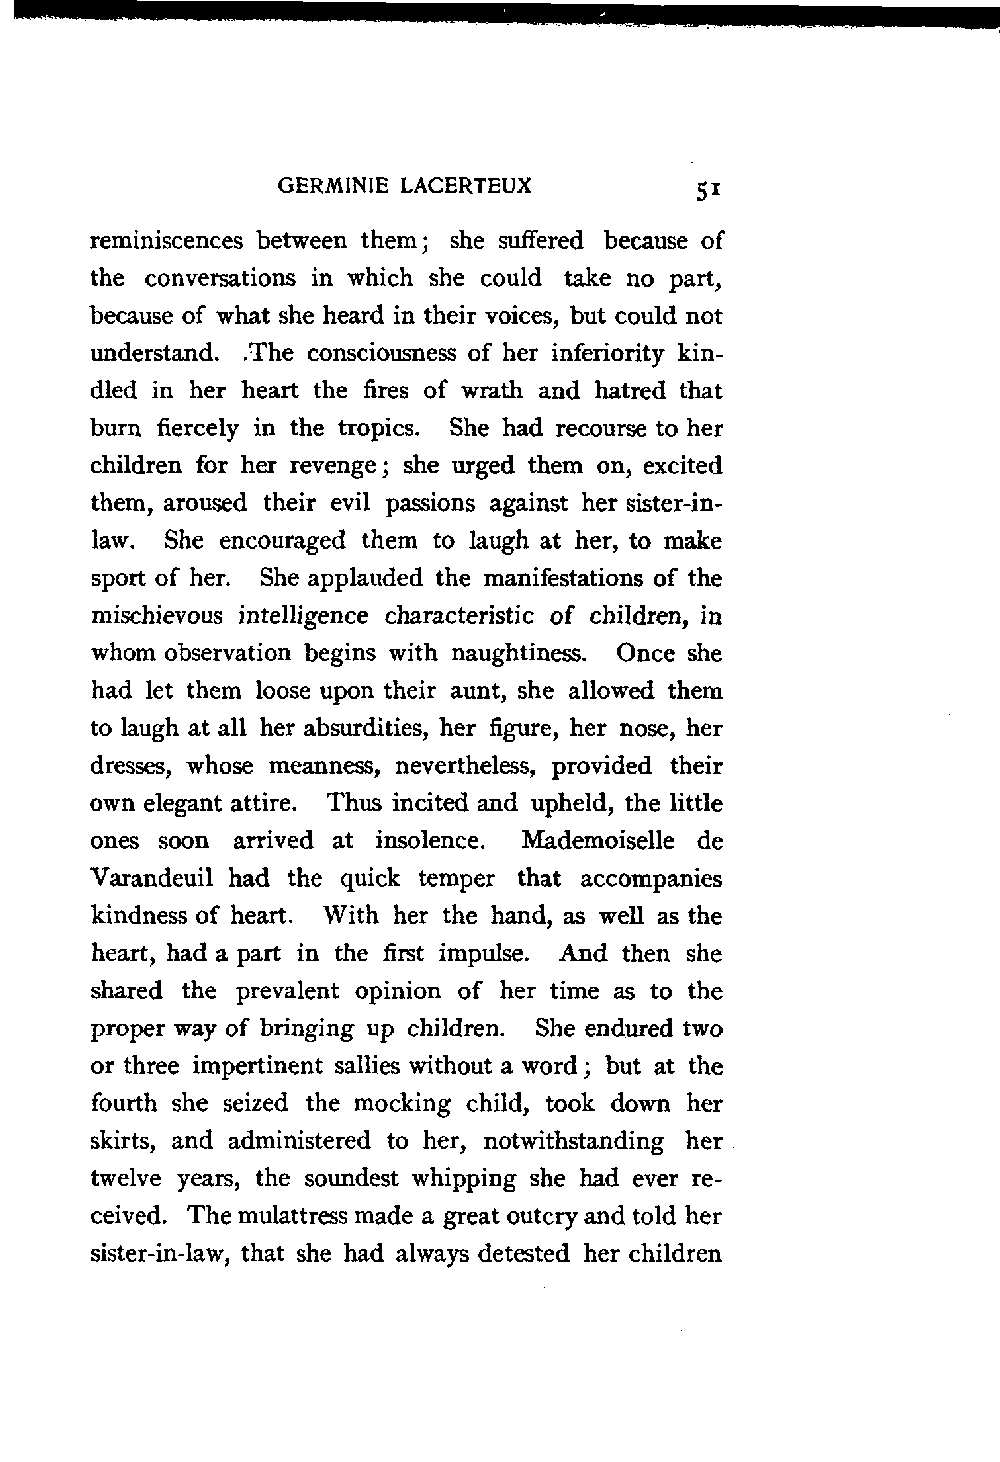 GERMINIE LACERTEUX 51
reminiscences between them; she suffered because of
the conversations in which she could take no part,
because of what she heard in their voices, but could not
understand. .The consciousness of her inferiority kin-
dled in her heart the fires of wrath and hatred that
burn fiercely in the tropics. She had recourse to her
children for her revenge; she urged them on, excited
them, aroused their evil passions against her sister-in-
law. She encouraged them to laugh at her, to make
sport of her. She applauded the manifestations of the
mischievous intelligence characteristic of children, in
whom observation begins with naughtiness. Once she
had let them loose upon their aunt, she allowed them
to laugh at all her absurdities, her figure, her nose, her
dresses, whose meanness, nevertheless, provided their
own elegant attire. Thus incited and upheld, the little
ones soon arrived at insolence. Mademoiselle de
Varandeuil had the quick temper that accompanies
kindness of heart. With her the hand, as well as the
heart, had a part in the first impulse. And then she
shared the prevalent opinion of her time as to the
proper way of bringing up children. She endured two
or three impertinent sallies without a word; but at the
fourth she seized the mocking child, took down her
skirts, and administered to her, notwithstanding her
twelve years, the soundest whipping she had ever re-
ceived. The mulattress made a great outcry and told her
sister-in-law, that she had always detested her children